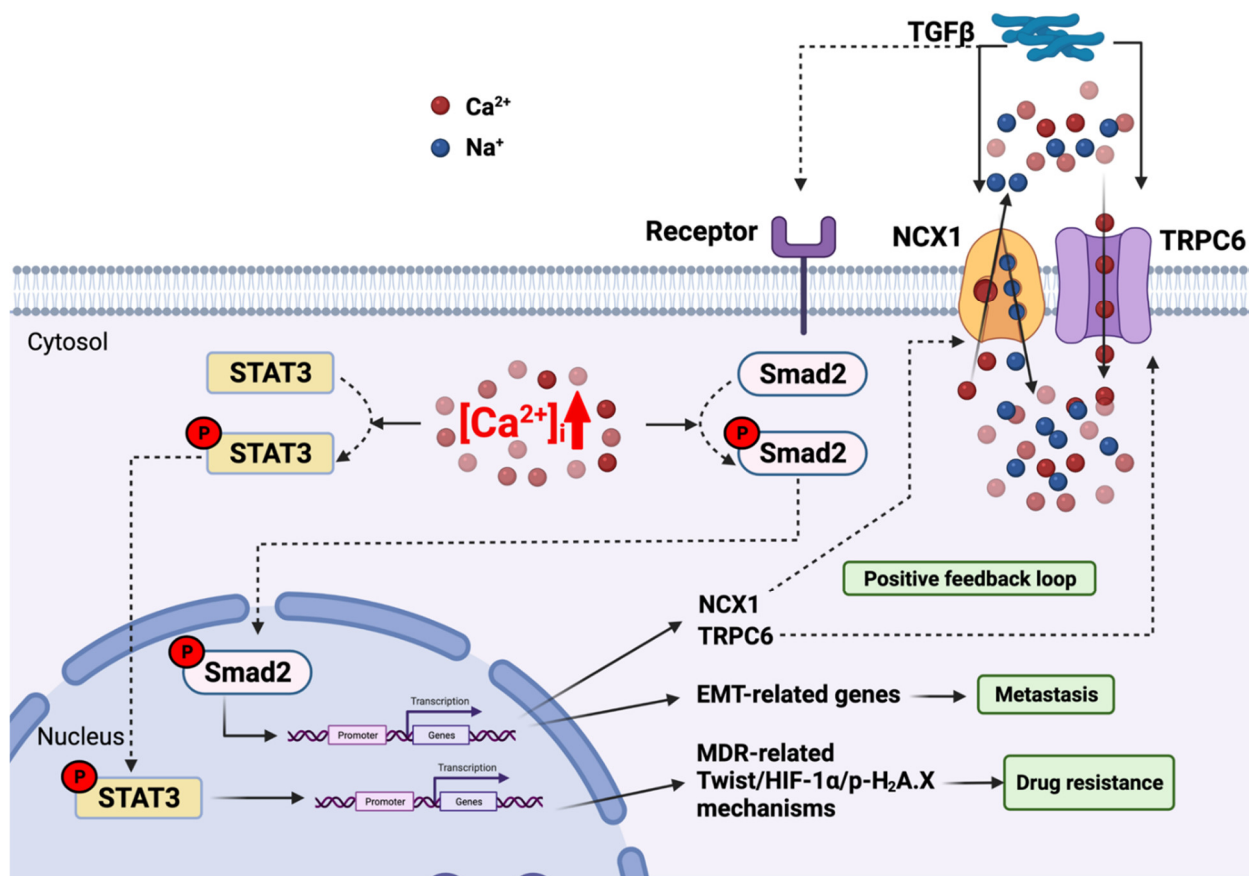 TGFβ
Ca²⁺
Na⁺
Receptor
NCX1
TRPC6
Cytosol
STAT3
[Ca²⁺]i
Smad2
P
STAT3
P
Smad2
Positive feedback loop
NCX1
TRPC6
P
Smad2
EMT-related genes
Metastasis
Transcription
Promoter
Genes
Nucleus
MDR-related
Twist/HIF-1α/p-H₂A.X
mechanisms
Drug resistance
P
STAT3
Transcription
Promoter
Genes